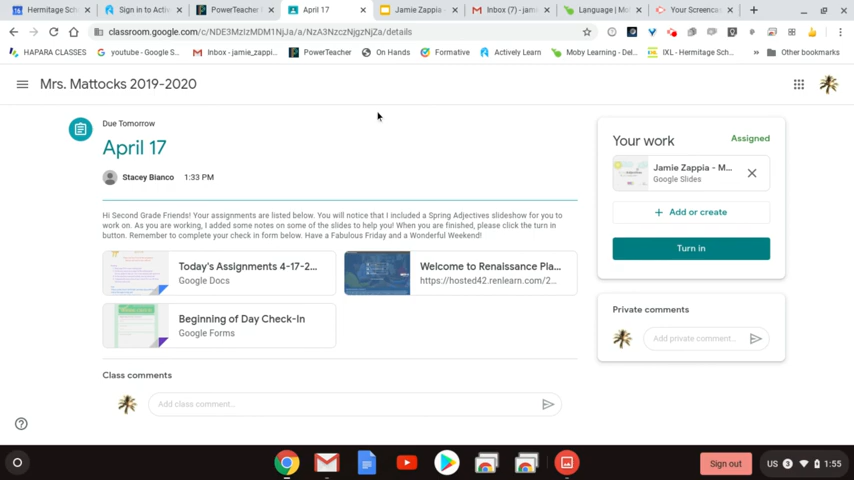 Hermitage Sch
Sign in to Activ
PowerTeacher
April 17
Jamie Zappia -
Inbox (7) - jam
Language | Mo
Your Screencas
classroom.google.com/c/NDE3MzIzMDM1NjJa/a/NzA3NzczNjgzNjZa/details
HAPARA CLASSES
youtube - Google S...
Inbox - jamie_zappi...
PowerTeacher
On Hands
Formative
Actively Learn
Moby Learning - Del...
IXL - Hermitage Sch...
Other bookmarks
Mrs. Mattocks 2019-2020
Due Tomorrow
April 17
Stacey Bianco 1:33 PM
Hi Second Grade Friends! Your assignments are listed below. You will notice that I included a Spring Adjectives slideshow for you to
work on. As you are working, I added some notes on some of the slides to help you! When you are finished, please click the turn in
button. Remember to complete your check in form below. Have a Fabulous Friday and a Wonderful Weekend!
Today's Assignments 4-17-2...
Google Docs
Welcome to Renaissance Pla...
https://hosted42.renlearn.com/2...
Beginning of Day Check-In
Google Forms
Class comments
Add class comment...
Your work
Assigned
Jamie Zappia - M...
Google Slides
+ Add or create
Turn in
Private comments
Add private comment...
Sign out
US 3 1:55